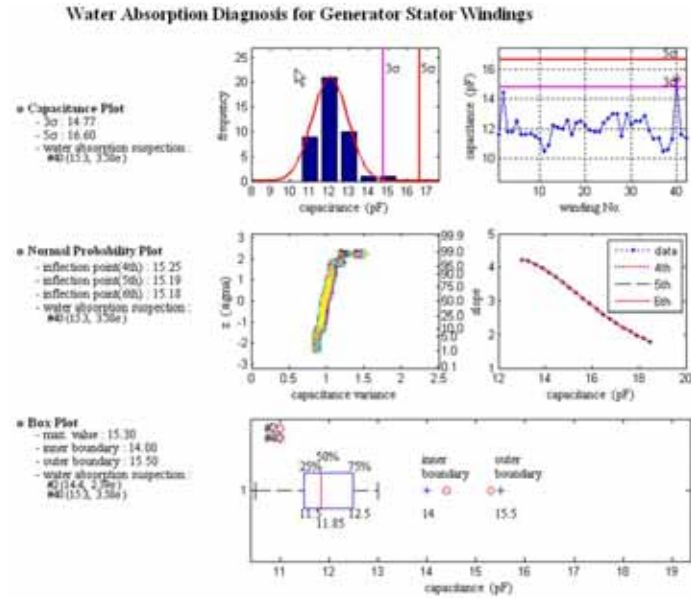 Water Absorption Diagnosis for Generator Stator Windings
¤ Capacitance Plot
- 3σ : 14.77
- 5σ : 16.60
- water absorption suspection :
#40 (15.3, 3.58σ)
25
20
15
10
5
0
frequency
3σ
5σ
8 9 10 11 12 13 14 15 16 17
capacirance (pF)
16
14
12
10
capacitance (pF)
5σ
3σ
10 20 30 40
winding No.
¤ Normal Probability Plot
- inflection point(4th) : 15.25
- inflection point(5th) : 15.19
- inflection point(6th) : 15.18
- water absorption suspection :
#40 (15.3, 3.58σ)
3
2
1
0
-1
-2
-3
z (sigma)
0 0.5 1 1.5 2 2.5
capacitance variance
99.9
99.0
95.0
90.0
75.0
50.0
25.0
10.0
5.0
1.0
0.1
5
4
3
2
1
slope
data
4th
5th
6th
12 14 16 18 20
capacitance (pF)
¤ Box Plot
- max. value : 15.30
- inner boundary : 14.00
- outer boundary : 15.50
- water absorption suspection :
#2 (14.4,
#40 (15.3, 3.58σ)
1
50%
25% 75%
11.5 12.5
11.85
inner
boundary
outer
boundary
14 15.5
11 12 13 14 15 16 17 18 19
capacitance (pF)